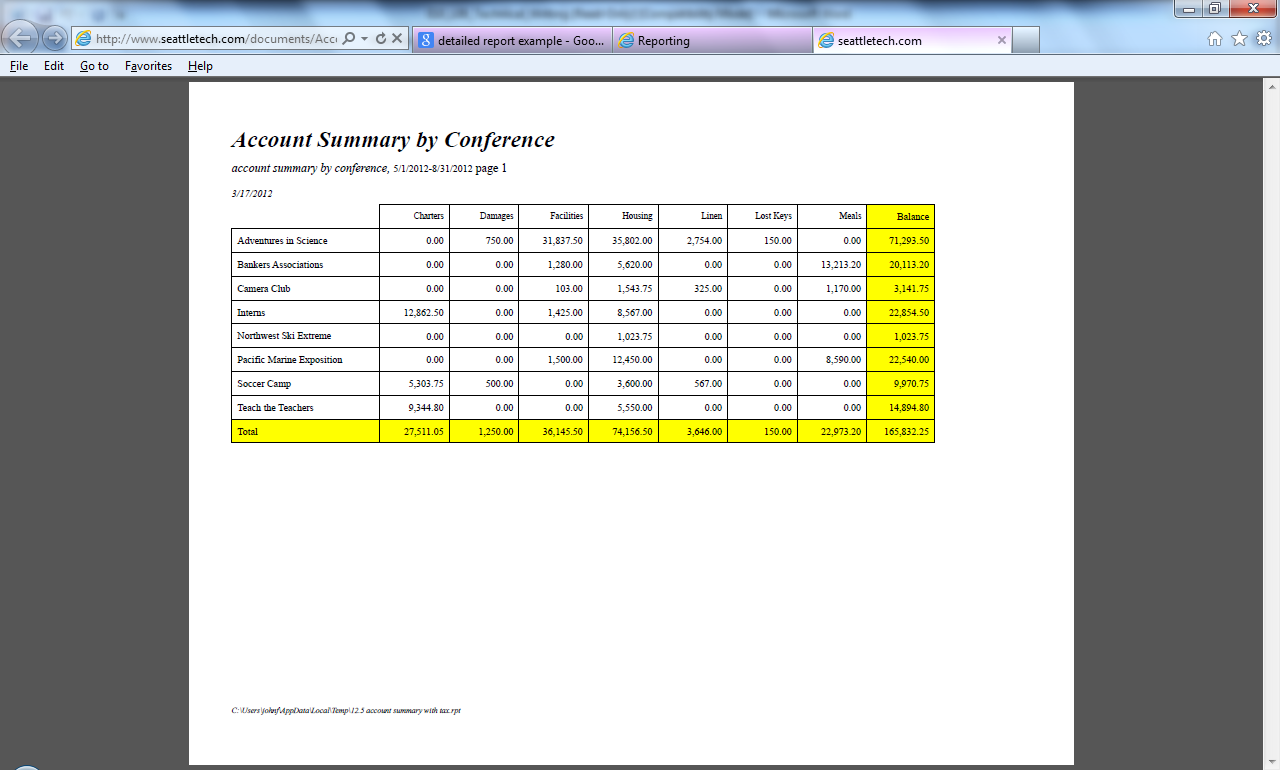 http://www.seattletech.com/documents/Acc
detailed report example - Goo...
Reporting
seattletech.com
File Edit Go to Favorites Help
Account Summary by Conference
account summary by conference, 5/1/2012-8/31/2012 page 1
3/17/2012
Charters Damages Facilities Housing Linen Lost Keys Meals Balance
Adventures in Science 0.00 750.00 31,837.50 35,802.00 2,754.00 150.00 0.00 71,293.50
Bankers Associations 0.00 0.00 1,280.00 5,620.00 0.00 0.00 13,213.20 20,113.20
Camera Club 0.00 0.00 103.00 1,543.75 325.00 0.00 1,170.00 3,141.75
Interns 12,862.50 0.00 1,425.00 8,567.00 0.00 0.00 0.00 22,854.50
Northwest Ski Extreme 0.00 0.00 0.00 1,023.75 0.00 0.00 0.00 1,023.75
Pacific Marine Exposition 0.00 0.00 1,500.00 12,450.00 0.00 0.00 8,590.00 22,540.00
Soccer Camp 5,303.75 500.00 0.00 3,600.00 567.00 0.00 0.00 9,970.75
Teach the Teachers 9,344.80 0.00 0.00 5,550.00 0.00 0.00 0.00 14,894.80
Total 27,511.05 1,250.00 36,145.50 74,156.50 3,646.00 150.00 22,973.20 165,832.25
C:\Users\johnf\AppData\Local\Temp\12.5 account summary with tax.rpt